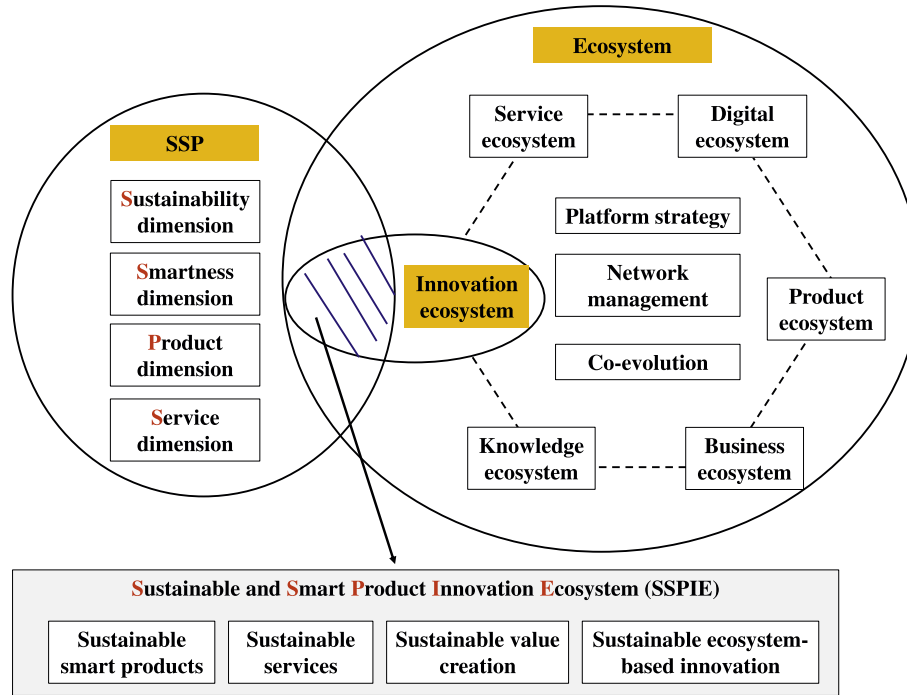 Ecosystem
SSP
Sustainability
dimension
Smartness
dimension
Product
dimension
Service
dimension
Service
ecosystem
Digital
ecosystem
Platform strategy
Innovation
ecosystem
Network
management
Product
ecosystem
Co-evolution
Knowledge
ecosystem
Business
ecosystem
Sustainable and Smart Product Innovation Ecosystem (SSPIE)
Sustainable
smart products
Sustainable
services
Sustainable value
creation
Sustainable ecosystem-
based innovation